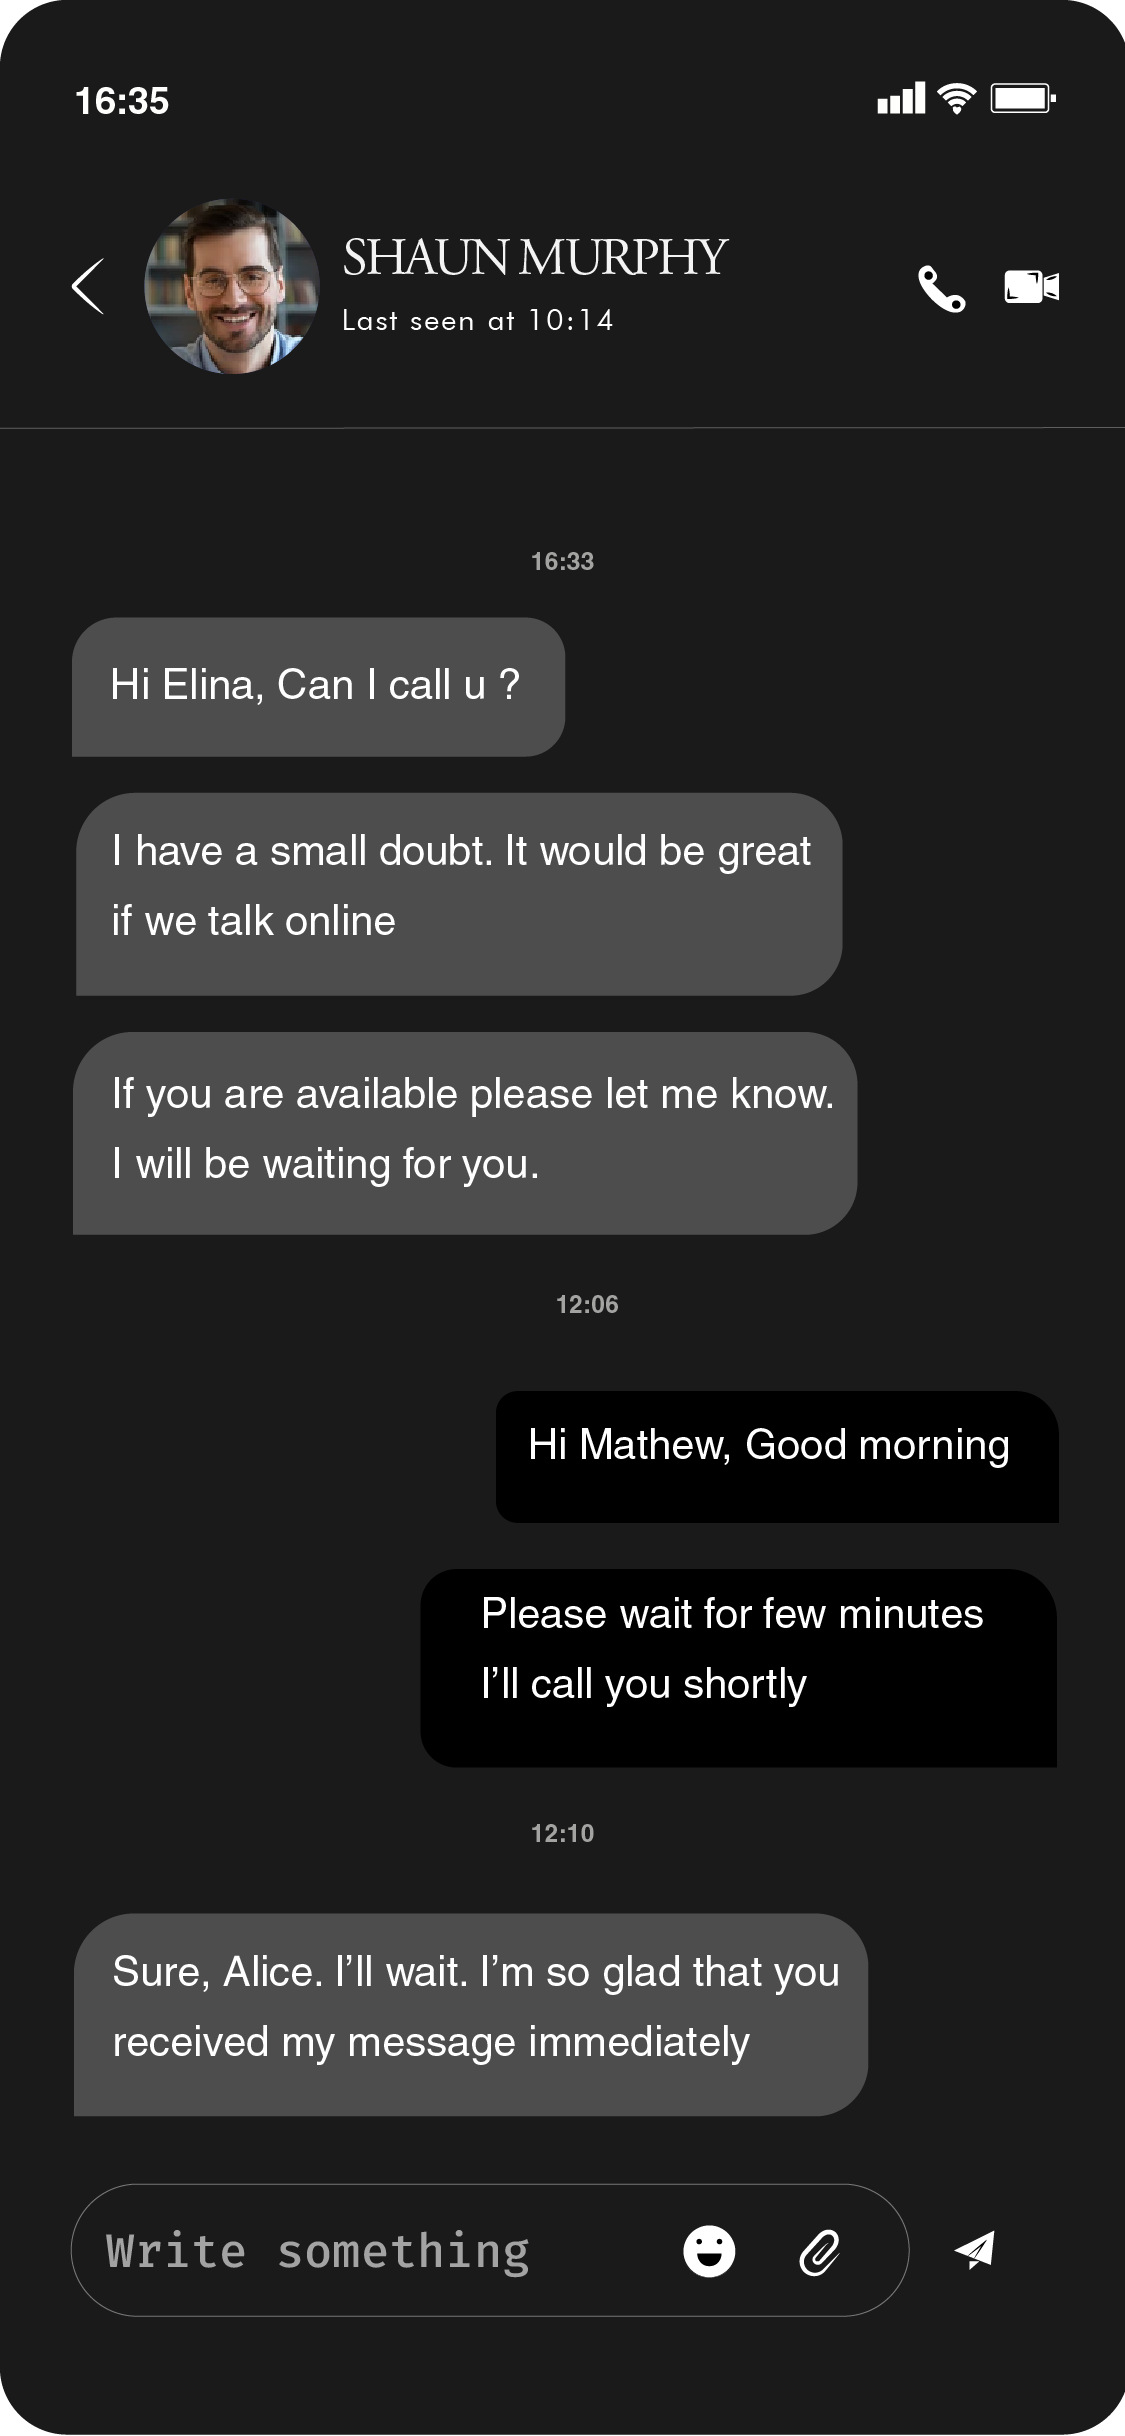 16:35
SHAUN MURPHY
Last seen at 10:14
16:33
Hi Elina, Can I call u ?
I have a small doubt. It would be great
if we talk online
If you are available please let me know.
I will be waiting for you.
12:06
Hi Mathew, Good morning
Please wait for few minutes
I’ll call you shortly
12:10
Sure, Alice. I’ll wait. I’m so glad that you
received my message immediately
Write something